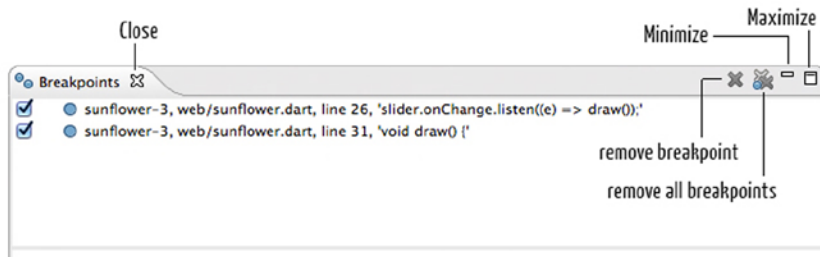 Close
Minimize
Maximize
Breakpoints
sunflower-3, web/sunflower.dart, line 26, 'slider.onChange.listen((e) => draw());'
sunflower-3, web/sunflower.dart, line 31, 'void draw() {'
remove breakpoint
remove all breakpoints